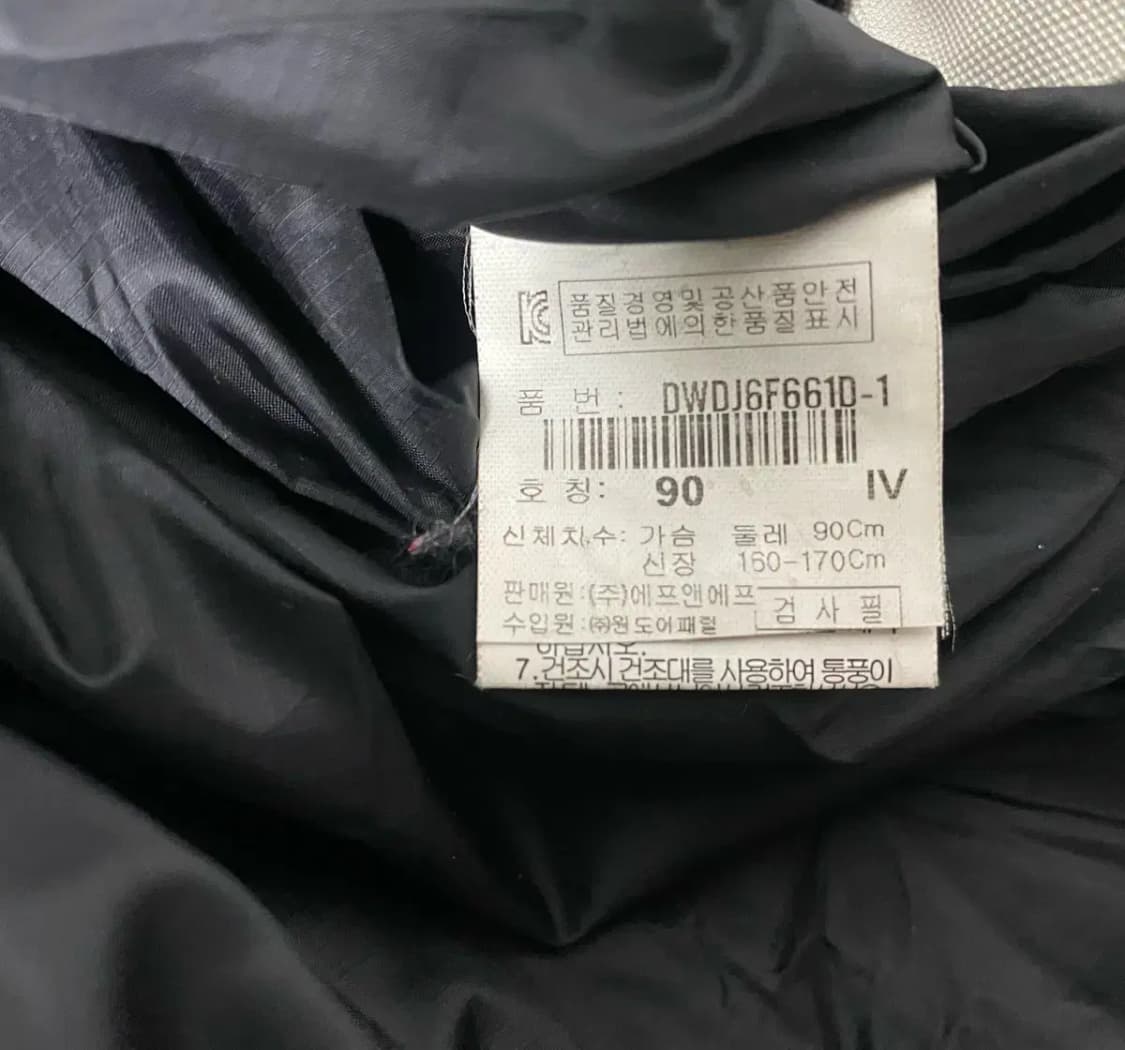 품질경영및공산품안전
관리법에의한품질표시
품 번 : DWDJ6F661D-1
호 칭: 90 IV
신체치수: 가슴 둘레 90Cm
신장 160-170Cm
판매원:(주)에프앤에프
검 사 필
수입원:㈜원도어패럴
하십시오.
7.건조시 건조대를 사용하여 통풍이